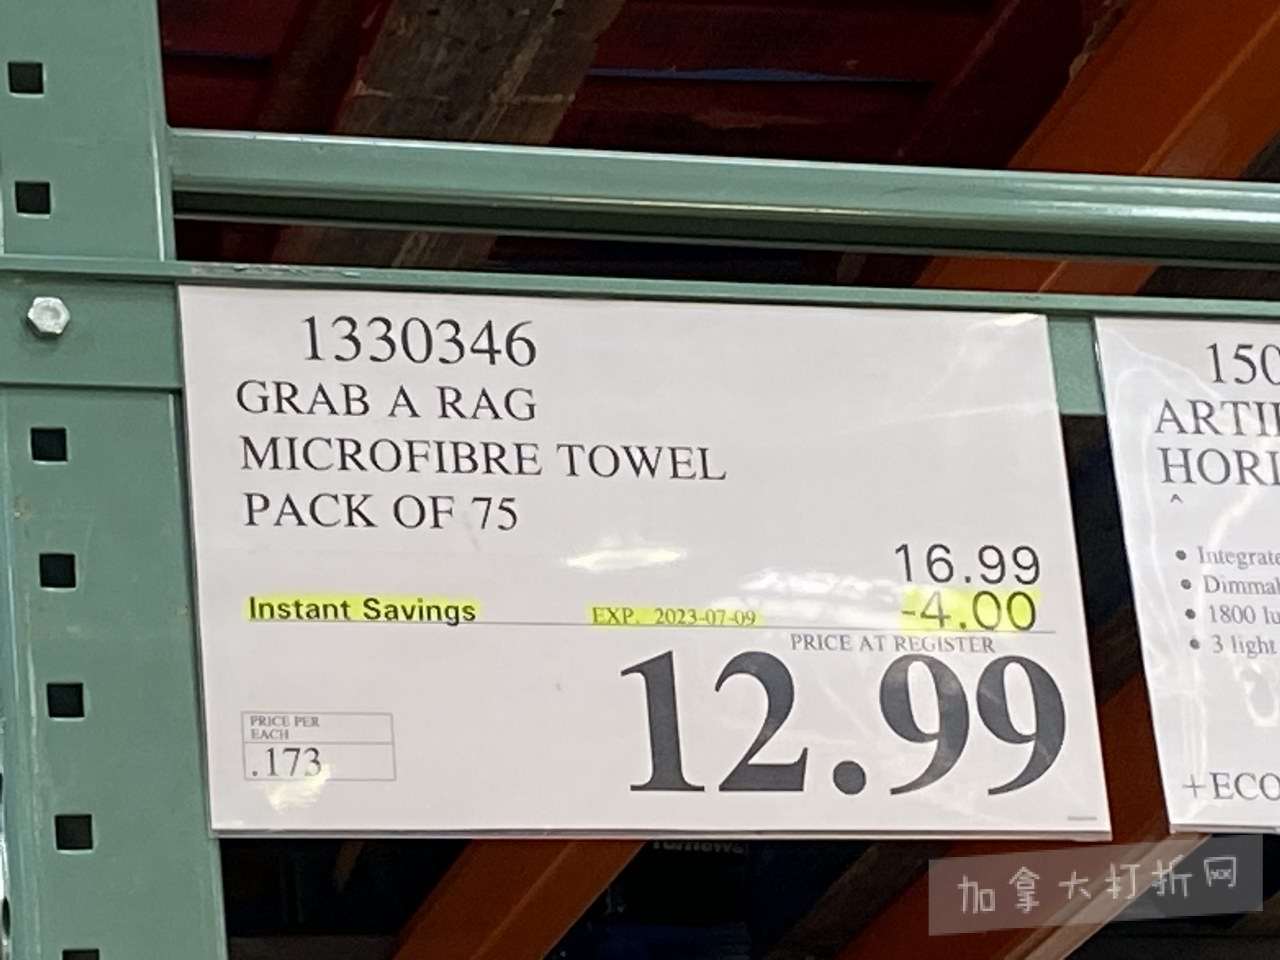 1330346
GRAB A RAG
MICROFIBRE TOWEL
PACK OF 75
16.99
Instant Savings EXP. 2023-07-09 -4.00
PRICE AT REGISTER
12.99
PRICE PER
EACH
.173
150
ARTI
HORI
^
• Integrate
• Dimmal
• 1800 lu
• 3 light
+ECO
加拿大打折网